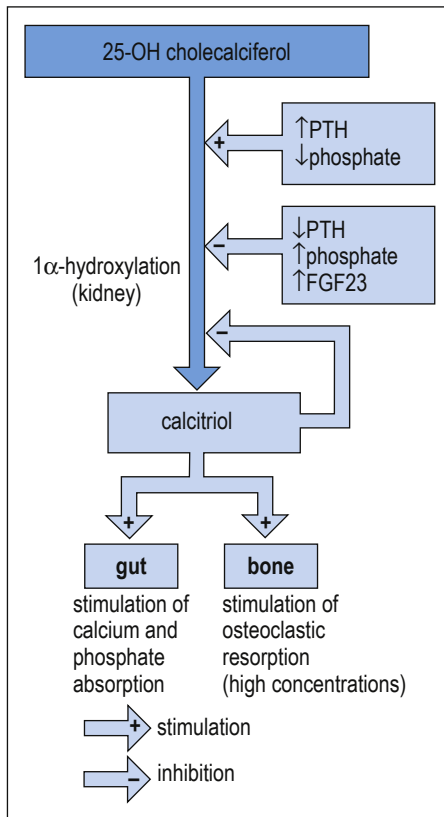 25-OH cholecalciferol
+
↑PTH
↓phosphate
–
↓PTH
↑phosphate
↑FGF23
1α-hydroxylation
(kidney)
–
calcitriol
+
+
gut
bone
stimulation of
calcium and
phosphate
absorption
stimulation of
osteoclastic
resorption
(high concentrations)
+
stimulation
–
inhibition